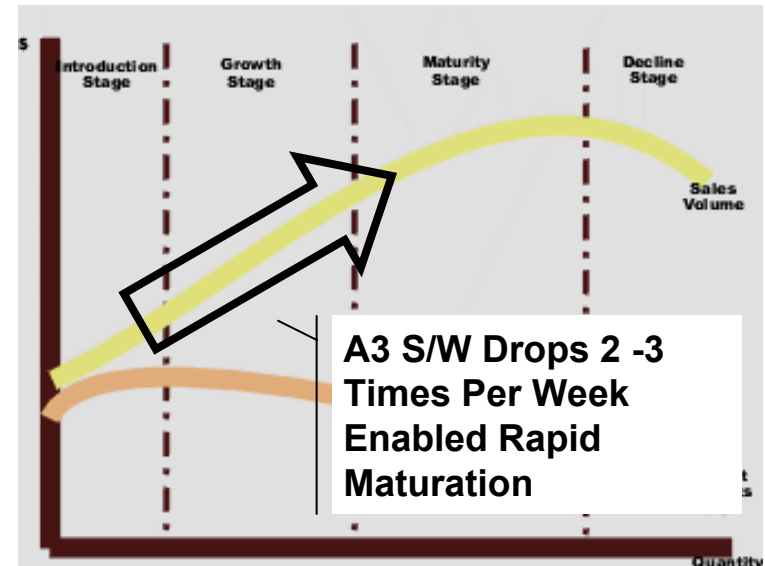 $
Introduction
Stage
Growth
Stage
Maturity
Stage
Decline
Stage
Sales
Volume
A3 S/W Drops 2 -3
Times Per Week
Enabled Rapid
Maturation
Quantity